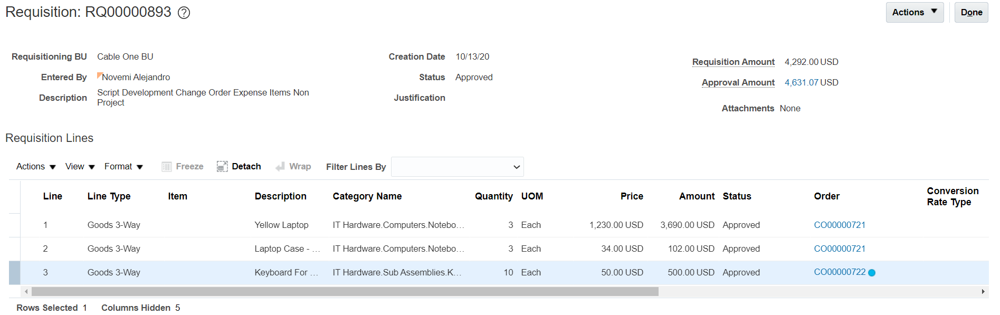 Requisition: RQ00000893 ?
Actions Done
Requisitioning BU Cable One BU
Entered By Novemi Alejandro
Description Script Development Change Order Expense Items Non
Project
Creation Date 10/13/20
Status Approved
Justification
Requisition Amount 4,292.00 USD
Approval Amount 4,631.07 USD
Attachments None
Requisition Lines
Actions View Format Freeze Detach Wrap Filter Lines By
Line Line Type Item Description Category Name Quantity UOM Price Amount Status Order Conversion
Rate Type
1 Goods 3-Way Yellow Laptop IT Hardware.Computers.Notebo... 3 Each 1,230.00 USD 3,690.00 USD Approved CO00000721
2 Goods 3-Way Laptop Case - ... IT Hardware.Computers.Notebo... 3 Each 34.00 USD 102.00 USD Approved CO00000721
3 Goods 3-Way Keyboard For ... IT Hardware.Sub Assemblies.K... 10 Each 50.00 USD 500.00 USD Approved CO00000722
Rows Selected 1 Columns Hidden 5